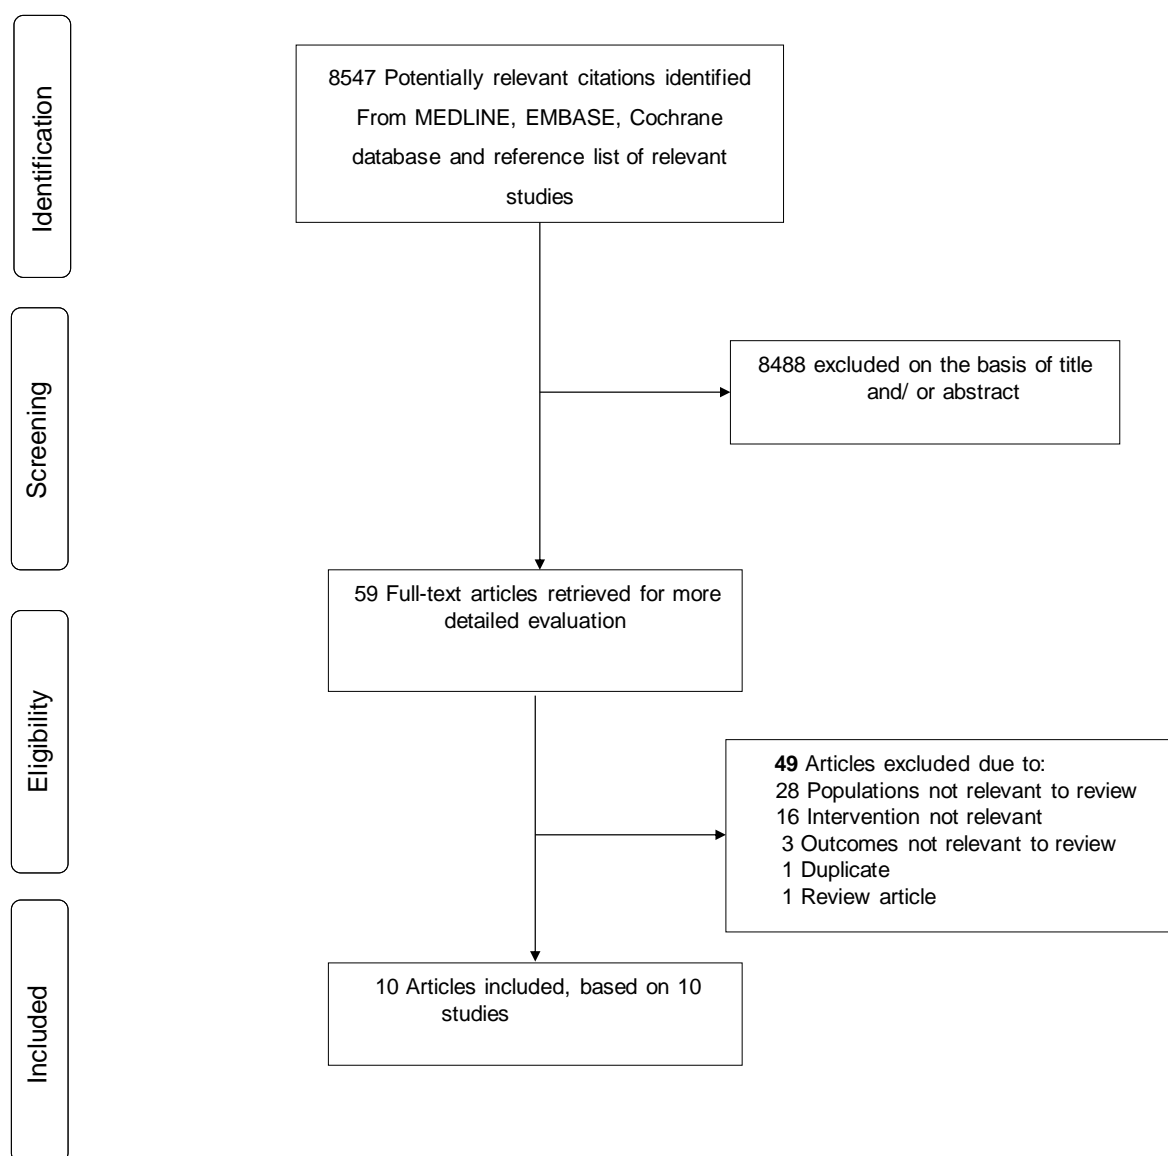 Identification
8547 Potentially relevant citations identified
From MEDLINE, EMBASE, Cochrane
database and reference list of relevant
studies
Screening
8488 excluded on the basis of title
and/ or abstract
59 Full-text articles retrieved for more
detailed evaluation
Eligibility
49 Articles excluded due to:
28 Populations not relevant to review
16 Intervention not relevant
3 Outcomes not relevant to review
1 Duplicate
1 Review article
Included
10 Articles included, based on 10
studies